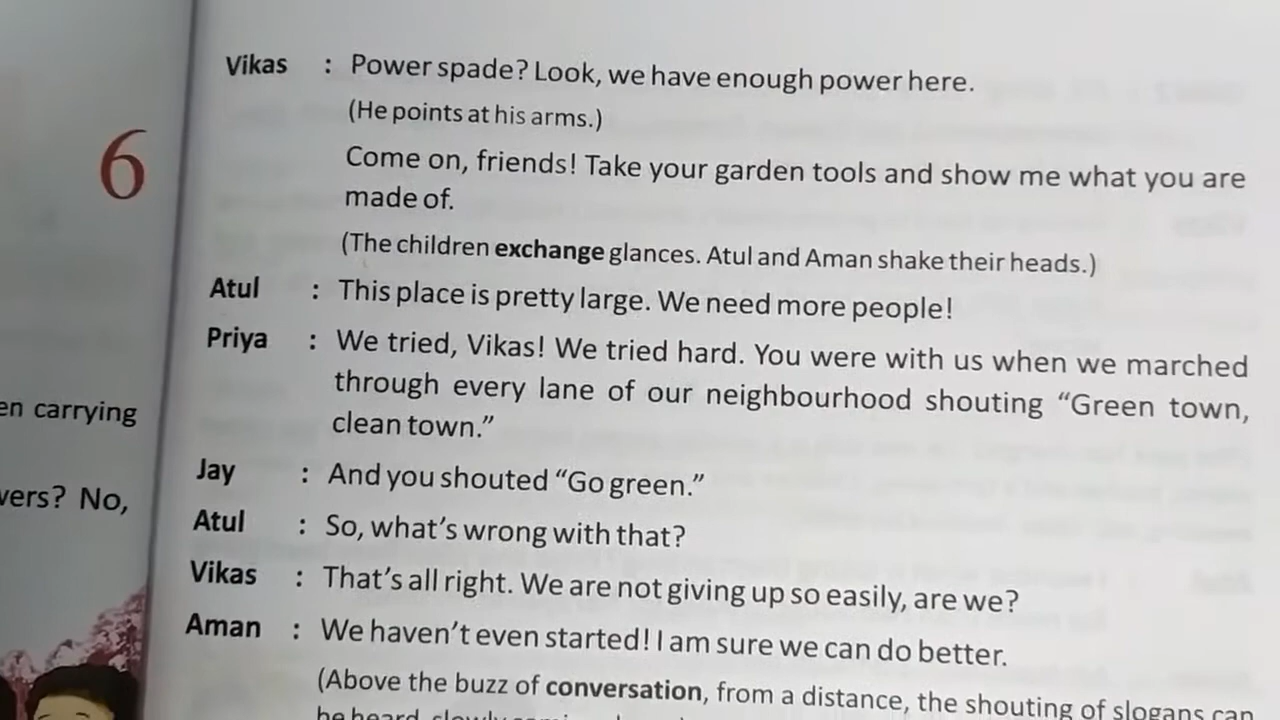 6
en carrying
vers? No,
Vikas : Power spade? Look, we have enough power here.
(He points at his arms.)
Come on, friends! Take your garden tools and show me what you are
made of.
(The children exchange glances. Atul and Aman shake their heads.)
Atul : This place is pretty large. We need more people!
Priya : We tried, Vikas! We tried hard. You were with us when we marched
through every lane of our neighbourhood shouting “Green town,
clean town.”
Jay : And you shouted “Go green.”
Atul : So, what’s wrong with that?
Vikas : That’s all right. We are not giving up so easily, are we?
Aman : We haven’t even started! I am sure we can do better.
(Above the buzz of conversation, from a distance, the shouting of slogans can
be heard, slowly